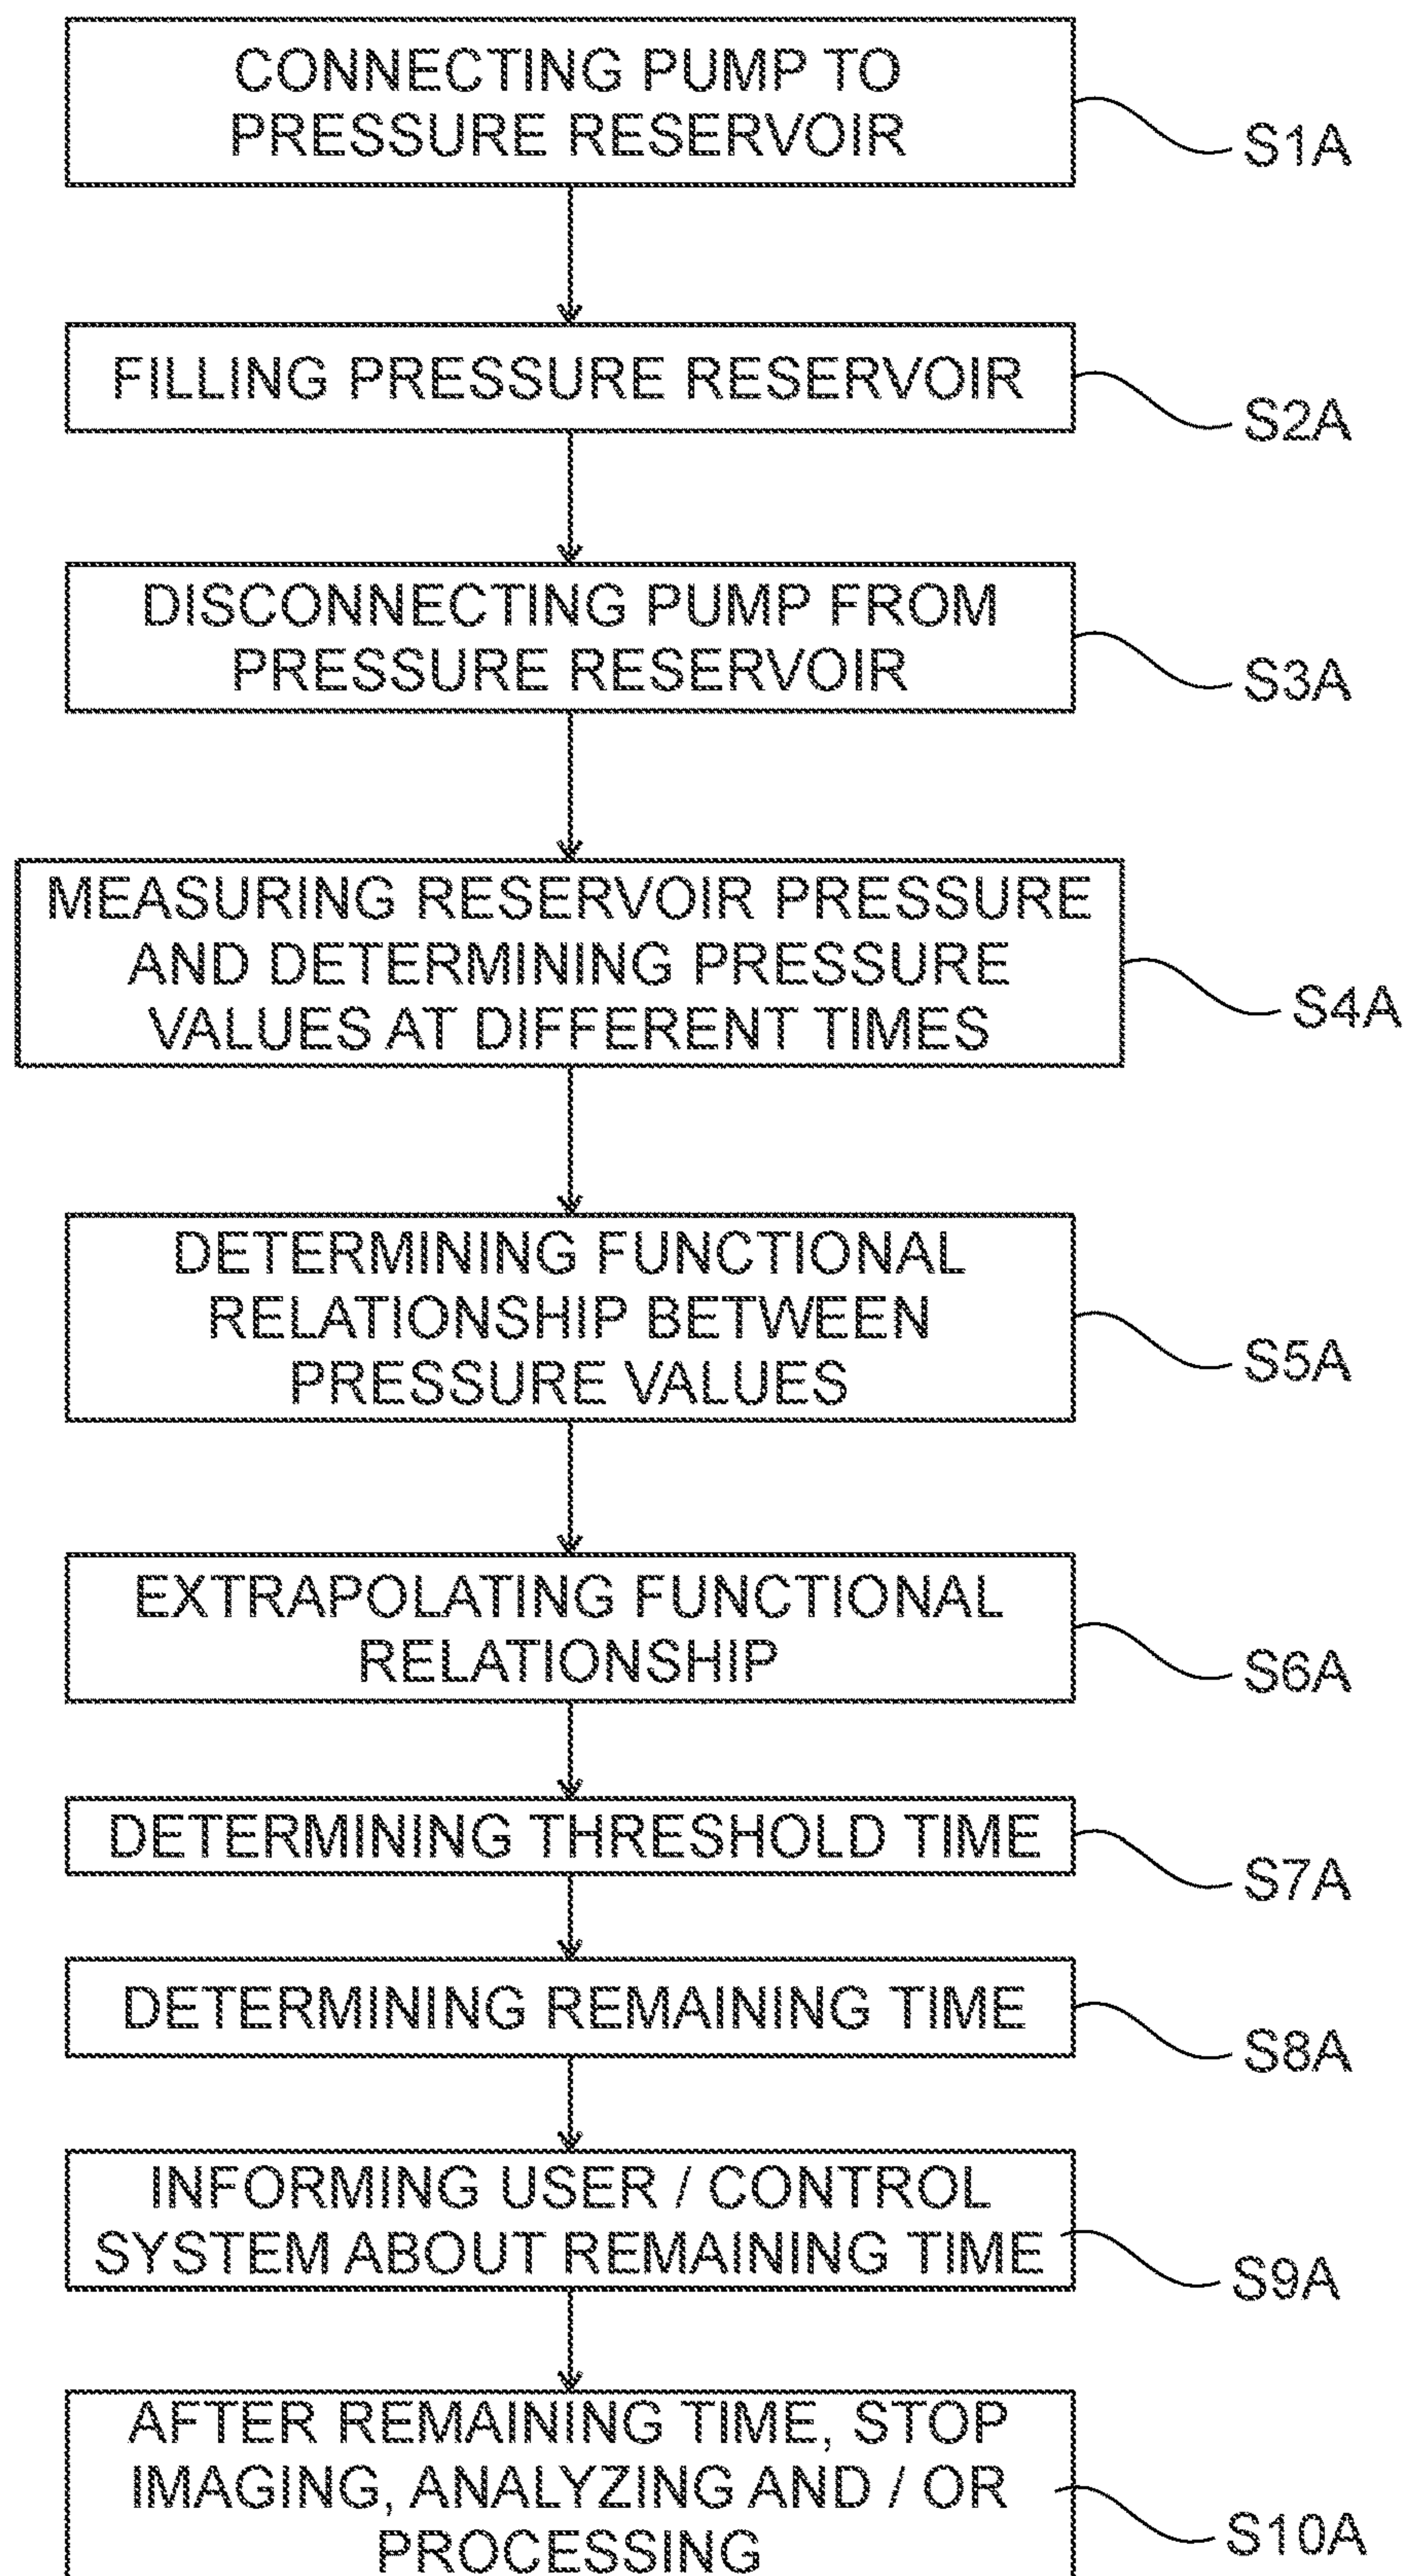 CONNECTING PUMP TO
PRESSURE RESERVOIR
S1A
FILLING PRESSURE RESERVOIR
S2A
DISCONNECTING PUMP FROM
PRESSURE RESERVOIR
S3A
MEASURING RESERVOIR PRESSURE
AND DETERMINING PRESSURE
VALUES AT DIFFERENT TIMES
S4A
DETERMINING FUNCTIONAL
RELATIONSHIP BETWEEN
PRESSURE VALUES
S5A
EXTRAPOLATING FUNCTIONAL
RELATIONSHIP
S6A
DETERMINING THRESHOLD TIME
S7A
DETERMINING REMAINING TIME
S8A
INFORMING USER / CONTROL
SYSTEM ABOUT REMAINING TIME
S9A
AFTER REMAINING TIME, STOP
IMAGING, ANALYZING AND / OR
PROCESSING
S10A